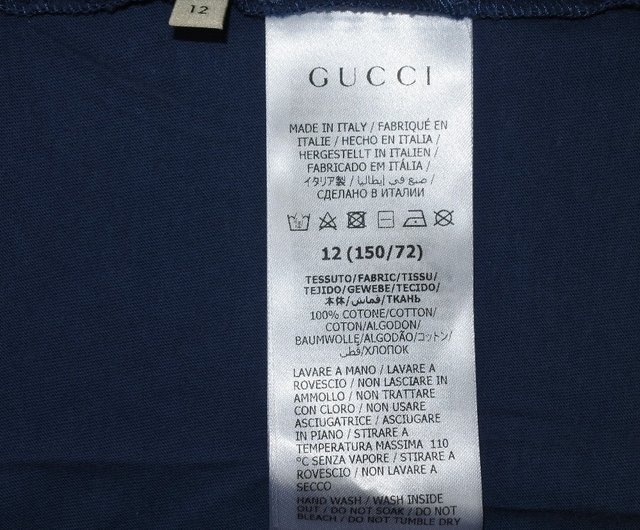 12
GUCCI
MADE IN ITALY / FABRIQUÉ EN
ITALIE / HECHO EN ITALIA /
HERGESTELLT IN ITALIEN /
FABRICADO EM ITÁLIA /
イタリア製 / صنع في إيطاليا /
СДЕЛАНО В ИТАЛИИ
12 (150/72)
TESSUTO/FABRIC/TISSU/
TEJIDO/GEWEBE/TECIDO/
本体/قماش/ТКАНЬ
100% COTONE/COTTON/
COTON/ALGODON/
BAUMWOLLE/ALGODÃO/コットン/
قطن/ХЛОПОК
LAVARE A MANO / LAVARE A
ROVESCIO / NON LASCIARE IN
AMMOLLO / NON TRATTARE
CON CLORO / NON USARE
ASCIUGATRICE / ASCIUGARE
IN PIANO / STIRARE A
TEMPERATURA MASSIMA 110
°C SENZA VAPORE / STIRARE A
ROVESCIO / NON LAVARE A
SECCO
HAND WASH / WASH INSIDE
OUT / DO NOT SOAK / DO NOT
BLEACH / DO NOT TUMBLE DRY